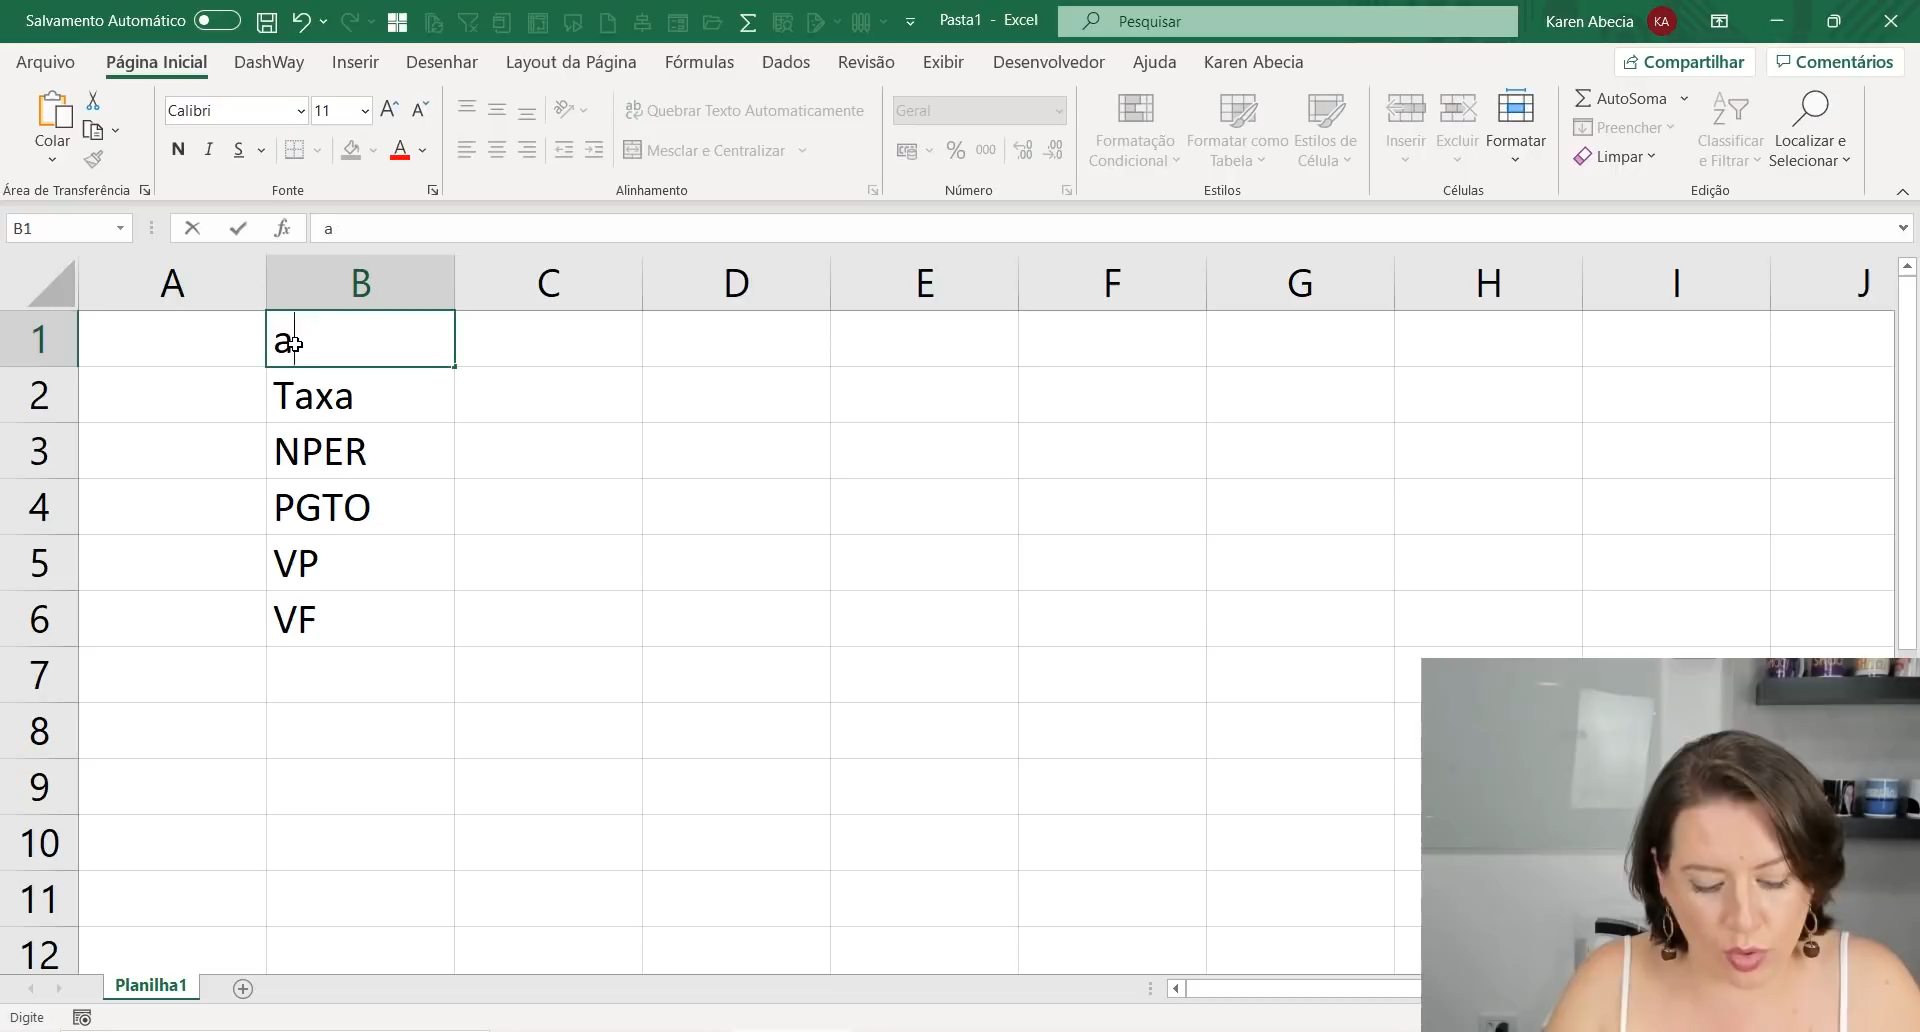 Salvamento Automático
Pasta1 - Excel
Pesquisar
Karen Abecia
KA
Arquivo
Página Inicial
DashWay
Inserir
Desenhar
Layout da Página
Fórmulas
Dados
Revisão
Exibir
Desenvolvedor
Ajuda
Karen Abecia
Compartilhar
Comentários
Colar
Área de Transferência
Calibri
11
N
I
S
Fonte
Quebrar Texto Automaticamente
Mesclar e Centralizar
Alinhamento
Geral
% 000
Número
Formatação
Condicional
Formatar como
Tabela
Estilos de
Célula
Estilos
Inserir
Excluir
Formatar
Células
AutoSoma
Preencher
Limpar
Classificar
e Filtrar
Localizar e
Selecionar
Edição
B1
fx
a
A B C D E F G H I J
1 a
2 Taxa
3 NPER
4 PGTO
5 VP
6 VF
7
8
9
10
11
12
Planilha1
Digite